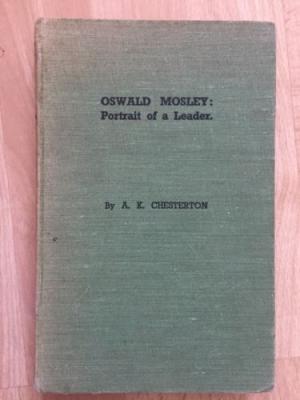 OSWALD MOSLEY:
Portrait of a Leader.
By A. K. CHESTERTON